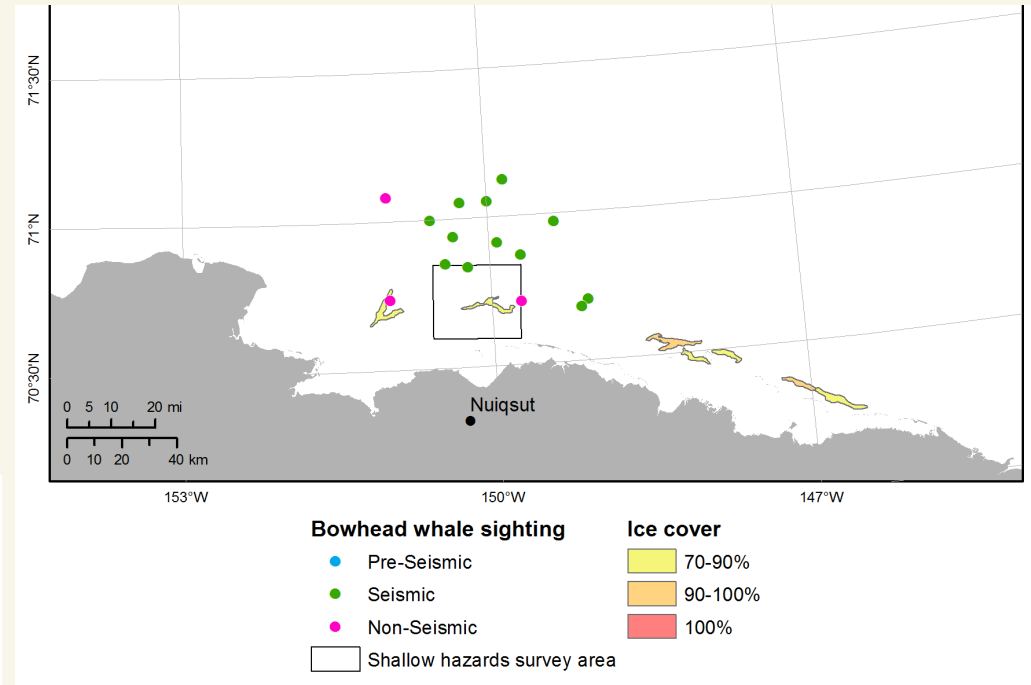 71°30'N
71°N
70°30'N
Nuiqsut
0 5 10 20 mi
0 10 20 40 km
153°W 150°W 147°W
Bowhead whale sighting
Pre-Seismic
Seismic
Non-Seismic
Shallow hazards survey area
Ice cover
70-90%
90-100%
100%